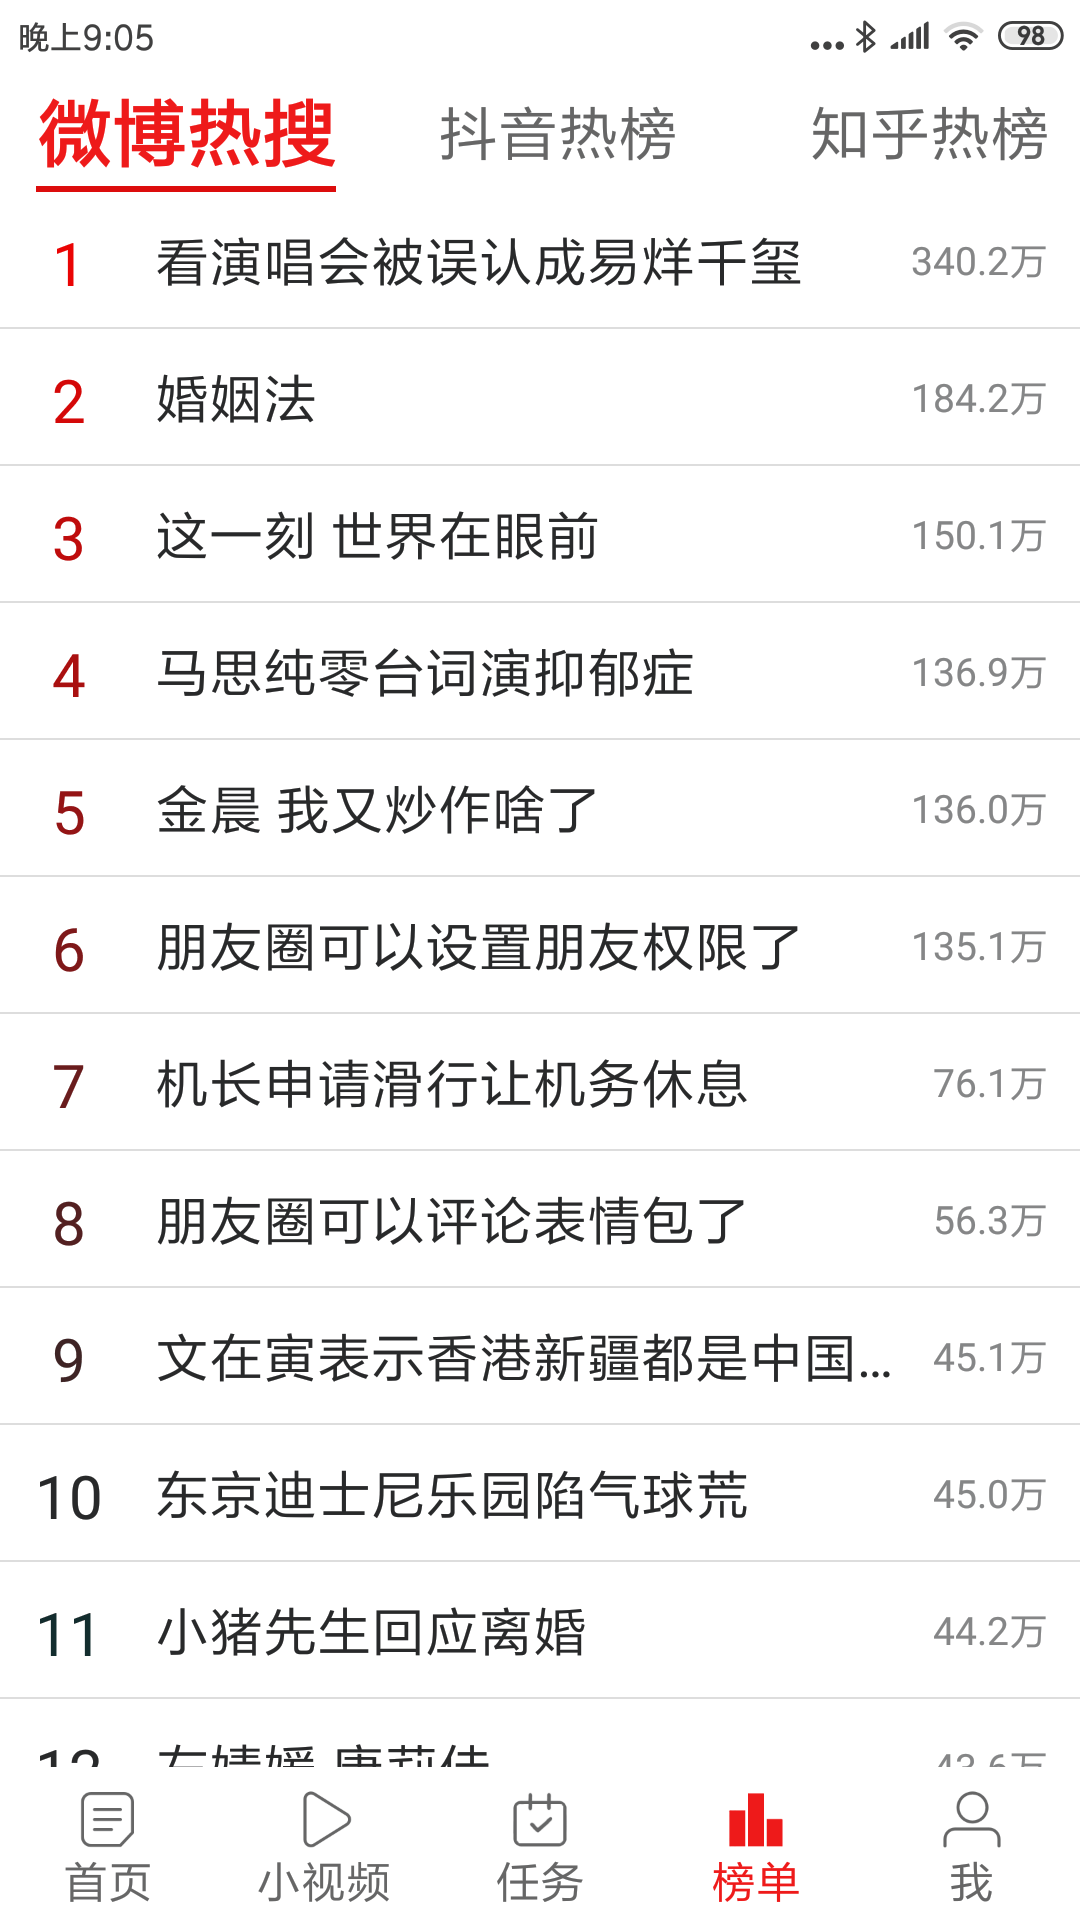 晚上9:05
98
微博热搜 抖音热榜 知乎热榜
1 看演唱会被误认成易烊千玺 340.2万
2 婚姻法 184.2万
3 这一刻 世界在眼前 150.1万
4 马思纯零台词演抑郁症 136.9万
5 金晨 我又炒作啥了 136.0万
6 朋友圈可以设置朋友权限了 135.1万
7 机长申请滑行让机务休息 76.1万
8 朋友圈可以评论表情包了 56.3万
9 文在寅表示香港新疆都是中国... 45.1万
10 东京迪士尼乐园陷气球荒 45.0万
11 小猪先生回应离婚 44.2万
12 43.6万
首页 小视频 任务 榜单 我